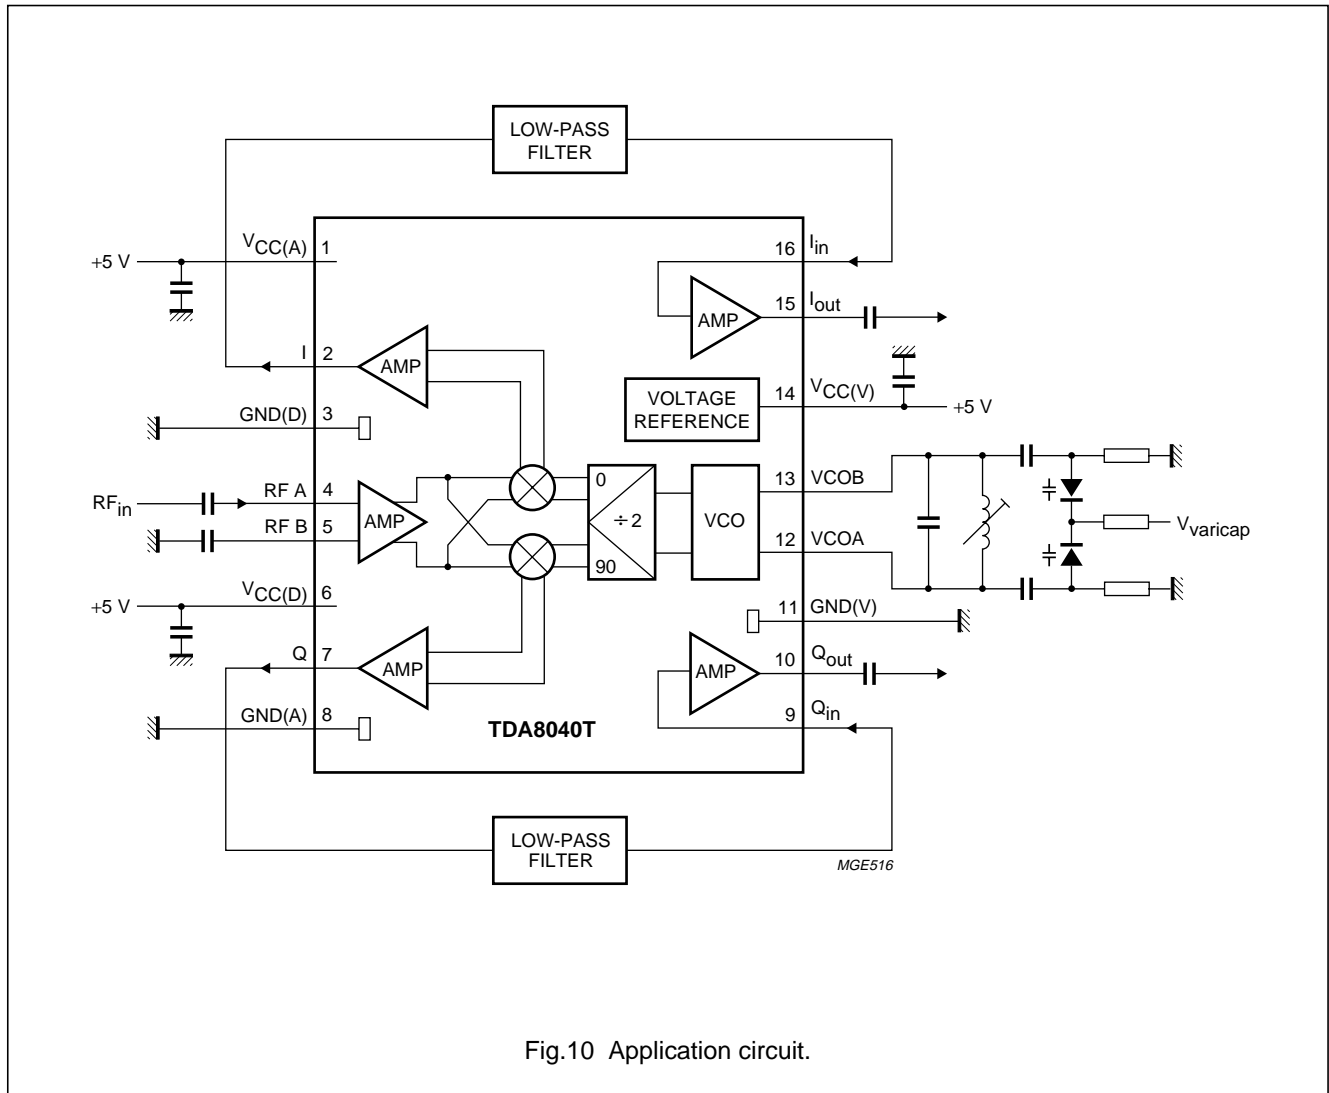 LOW-PASS
FILTER
+5 V
VCC(A)
1
16
Iin
AMP
15
Iout
I
2
AMP
VOLTAGE
REFERENCE
14
VCC(V)
+5 V
GND(D)
3
RFin
RF A
4
RF B
5
AMP
0
÷2
90
VCO
13
VCOB
12
VCOA
Vvaricap
+5 V
VCC(D)
6
11
GND(V)
Q
7
AMP
AMP
10
Qout
9
Qin
GND(A)
8
TDA8040T
LOW-PASS
FILTER
MGE516
Fig.10 Application circuit.